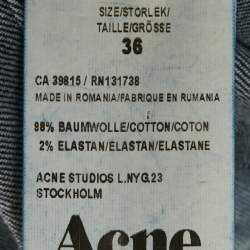 SIZE/STORLEK/
TAILLE/GRÖSSE
36
CA 39815 / RN131738
MADE IN ROMANIA/FABRIQUE EN RUMANIA
98% BAUMWOLLE/COTTON/COTON
2% ELASTAN/ELASTAN/ELASTANE
ACNE STUDIOS L.NYG.23
STOCKHOLM
Acne